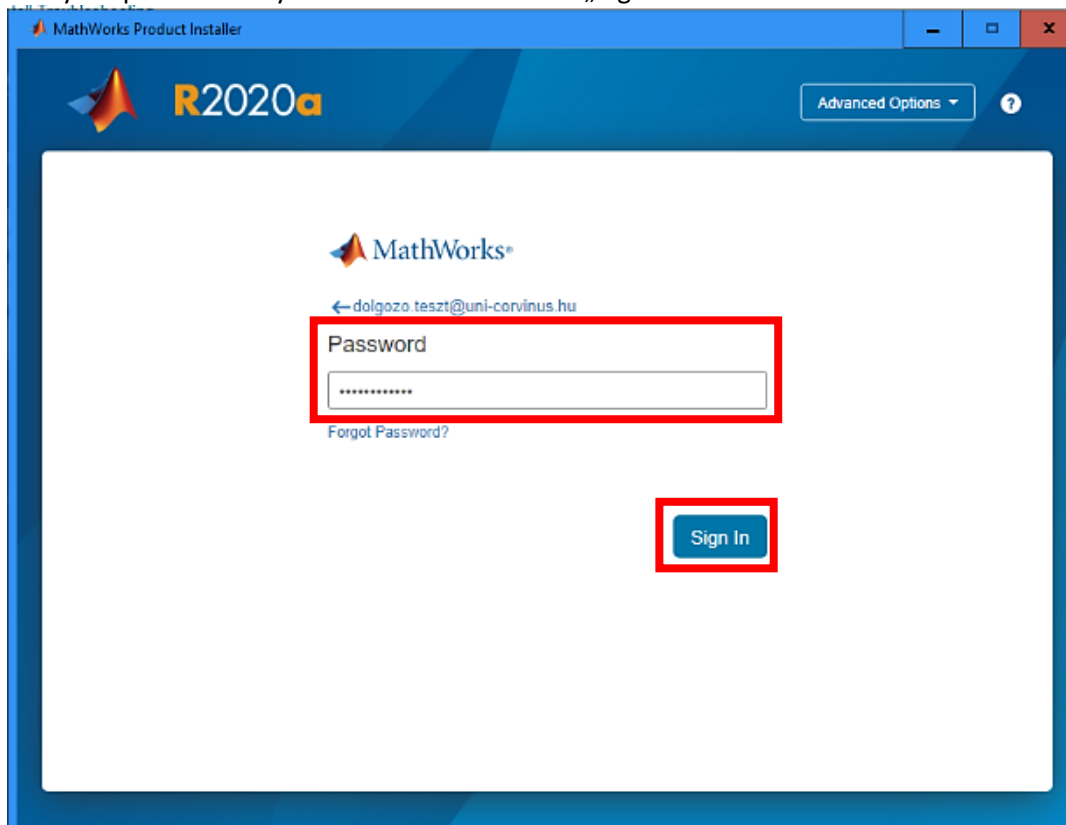 MathWorks Product Installer
R2020a
Advanced Options
?
MathWorks®
←dolgozo.teszt@uni-corvinus.hu
Password
••••••••••••
Forgot Password?
Sign In